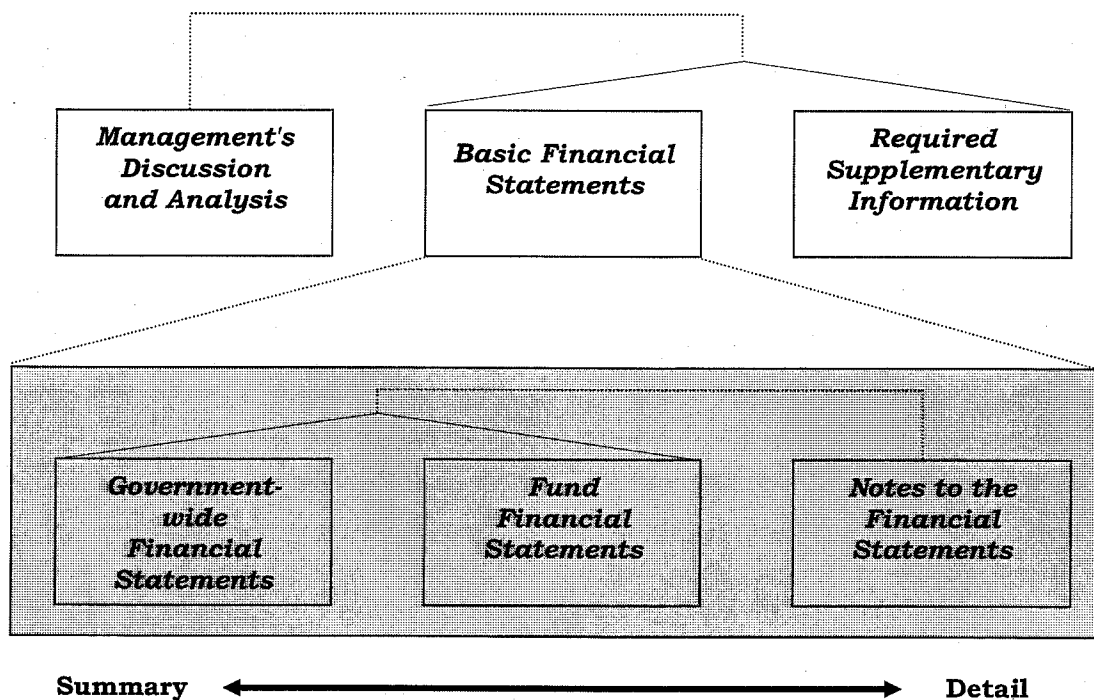 Management's
Discussion
and Analysis
Basic Financial
Statements
Required
Supplementary
Information
Government-
wide
Financial
Statements
Fund
Financial
Statements
Notes to the
Financial
Statements
Summary
Detail